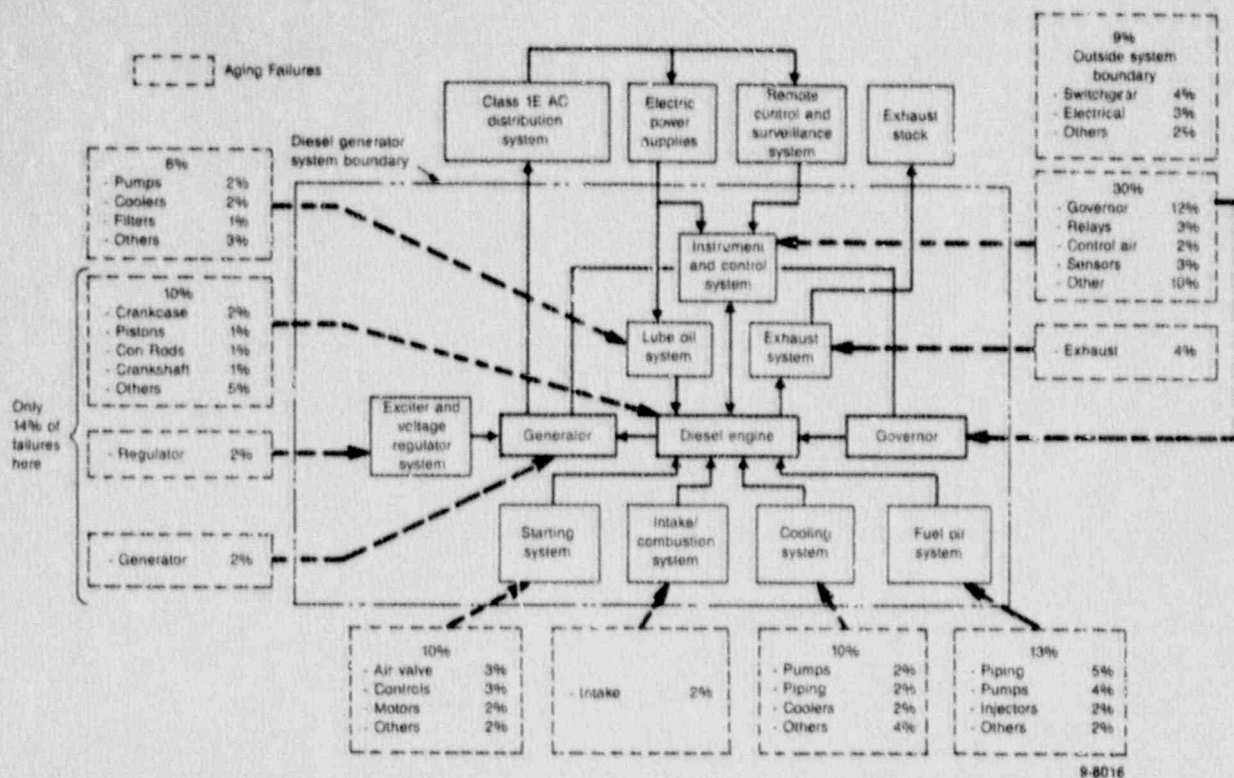 Aging Failures
9%
Outside system
boundary
- Switchgear 4%
- Electrical 3%
- Others 2%
Class 1E AC
distribution
system
Electric
power
supplies
Remote
control and
surveillance
system
Exhaust
stack
Diesel generator
system boundary
8%
- Pumps 2%
- Coolers 2%
- Filters 1%
- Others 3%
30%
- Governor 12%
- Relays 3%
- Control air 2%
- Sensors 3%
- Other 10%
Instrument
and control
system
10%
- Crankcase 2%
- Pistons 1%
- Con Rods 1%
- Crankshaft 1%
- Others 5%
Lube oil
system
Exhaust
system
- Exhaust 4%
Only
14% of
failures
here
Exciter and
voltage
regulator
system
Generator
Diesel engine
Governor
- Regulator 2%
- Generator 2%
Starting
system
Intake/
combustion
system
Cooling
system
Fuel oil
system
10%
- Air valve 3%
- Controls 3%
- Motors 2%
- Others 2%
- Intake 2%
10%
- Pumps 2%
- Piping 2%
- Coolers 2%
- Others 4%
13%
- Piping 5%
- Pumps 4%
- Injectors 2%
- Others 2%
9-8016